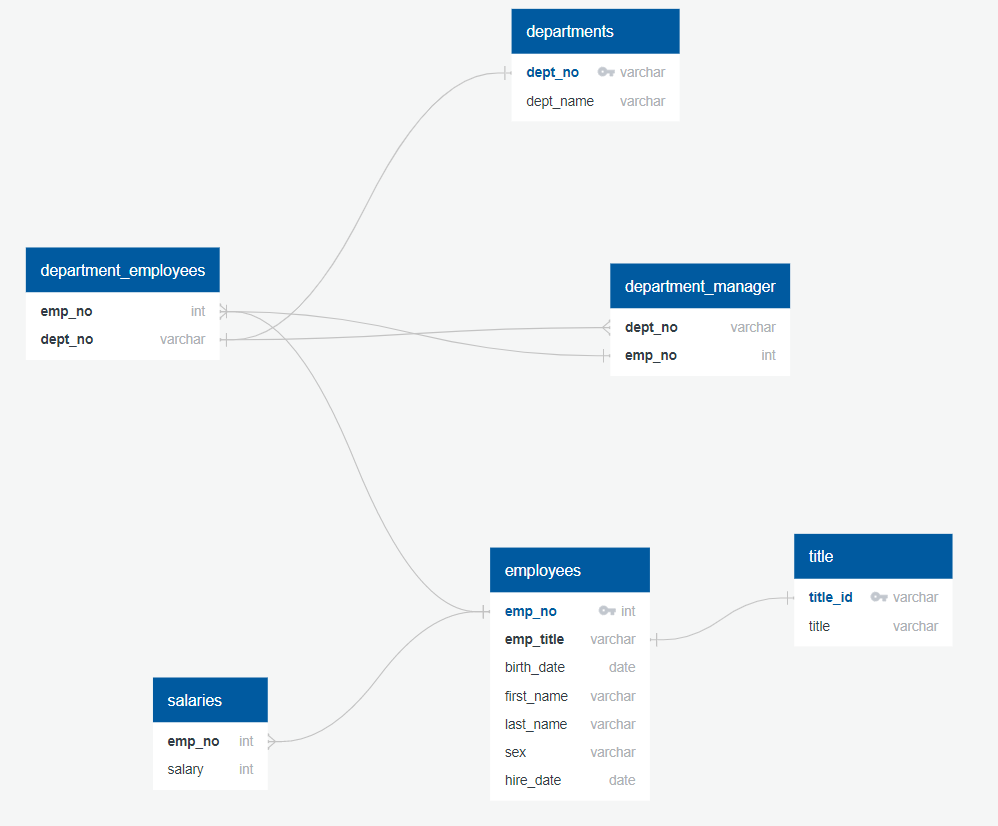 departments
dept_no varchar
dept_name varchar
department_employees
emp_no int
dept_no varchar
department_manager
dept_no varchar
emp_no int
employees
emp_no int
emp_title varchar
birth_date date
first_name varchar
last_name varchar
sex varchar
hire_date date
title
title_id varchar
title varchar
salaries
emp_no int
salary int